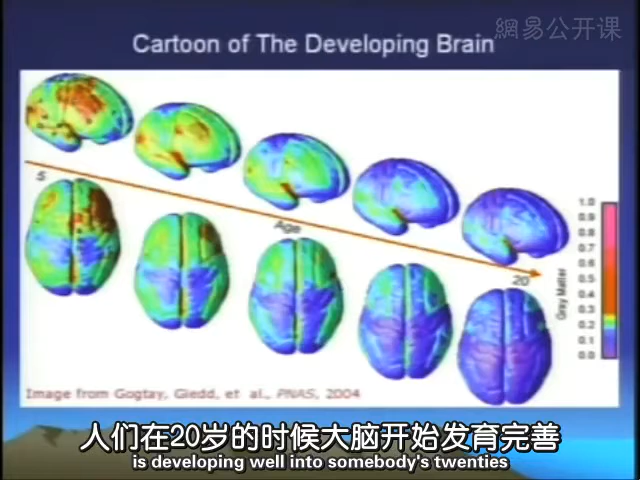 網易公开课
Cartoon of The Developing Brain
5
Age
20
1.0
0.9
0.8
0.7
0.6
0.5
0.4
0.3
0.2
0.1
0.0
Gray Matter
Image from Gogtay, Giedd, et al., PNAS, 2004
人们在20岁的时候大脑开始发育完善
is developing well into somebody's twenties